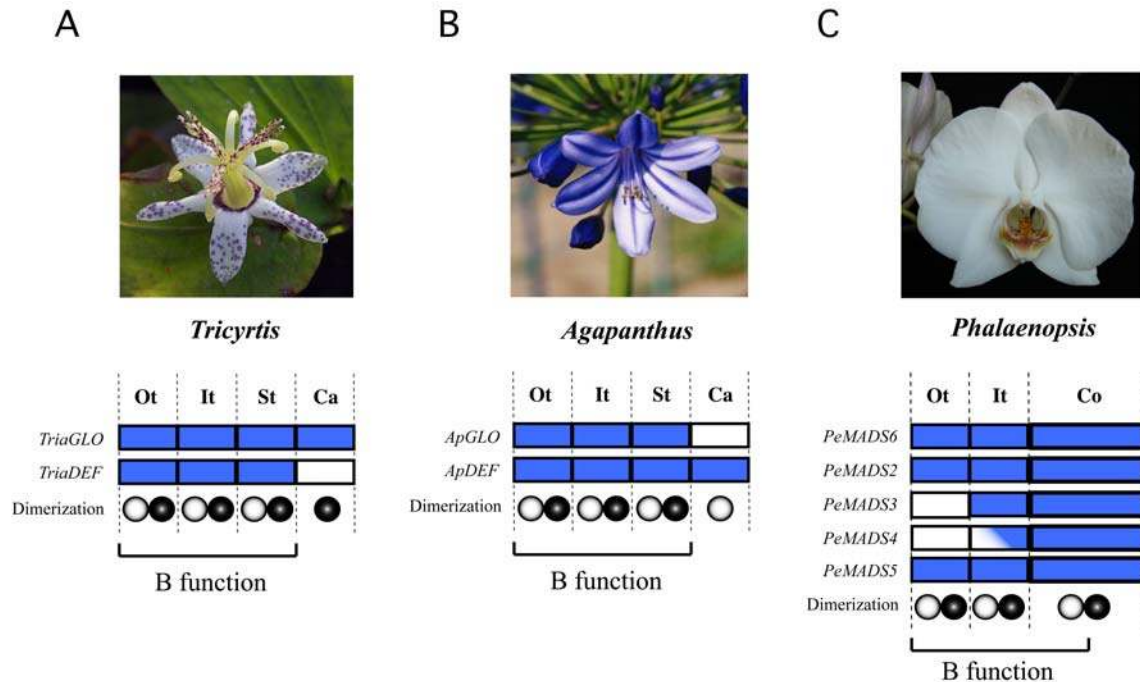 A
B
C
Tricyrtis
Agapanthus
Phalaenopsis
Ot It St Ca
TriaGLO
TriaDEF
Dimerization
B function
Ot It St Ca
ApGLO
ApDEF
Dimerization
B function
Ot It Co
PeMADS6
PeMADS2
PeMADS3
PeMADS4
PeMADS5
Dimerization
B function